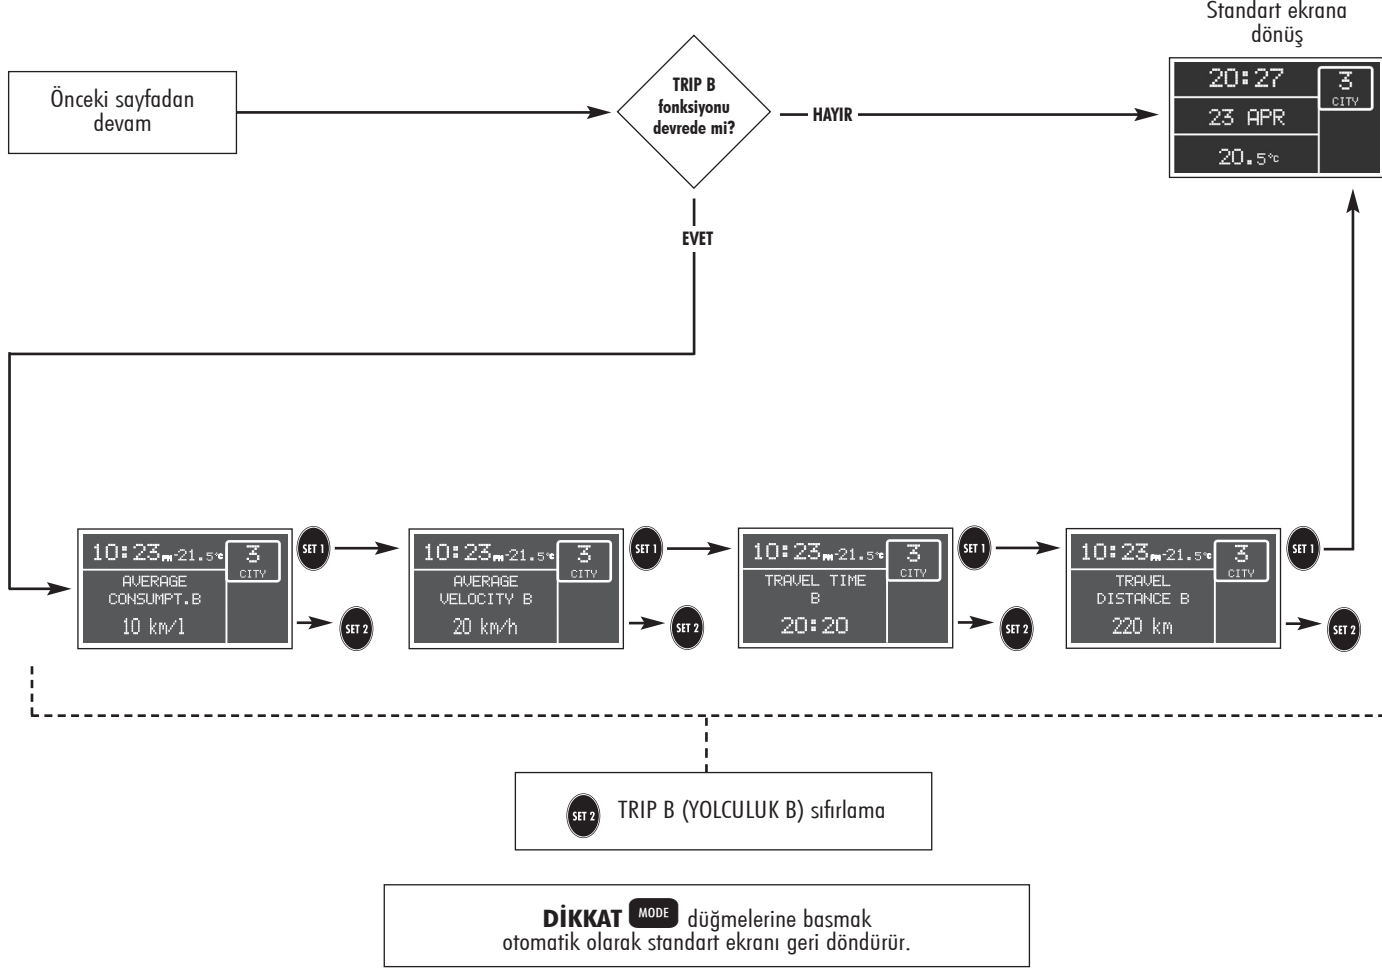 Standart ekrana
dönüş
Önceki sayfadan
devam
TRIP B
fonksiyonu
devrede mi?
HAYIR
20:27
3
CITY
23 APR
20.5°c
EVET
10:23PM-21.5°c
3
CITY
AVERAGE
CONSUMPT.B
10 km/l
SET 1
SET 2
10:23PM-21.5°c
3
CITY
AVERAGE
VELOCITY B
20 km/h
SET 1
SET 2
10:23PM-21.5°c
3
CITY
TRAVEL TIME
B
20:20
SET 1
SET 2
10:23PM-21.5°c
3
CITY
TRAVEL
DISTANCE B
220 km
SET 1
SET 2
SET 2 TRIP B (YOLCULUK B) sıfırlama
DİKKAT MODE düğmelerine basmak
otomatik olarak standart ekranı geri döndürür.